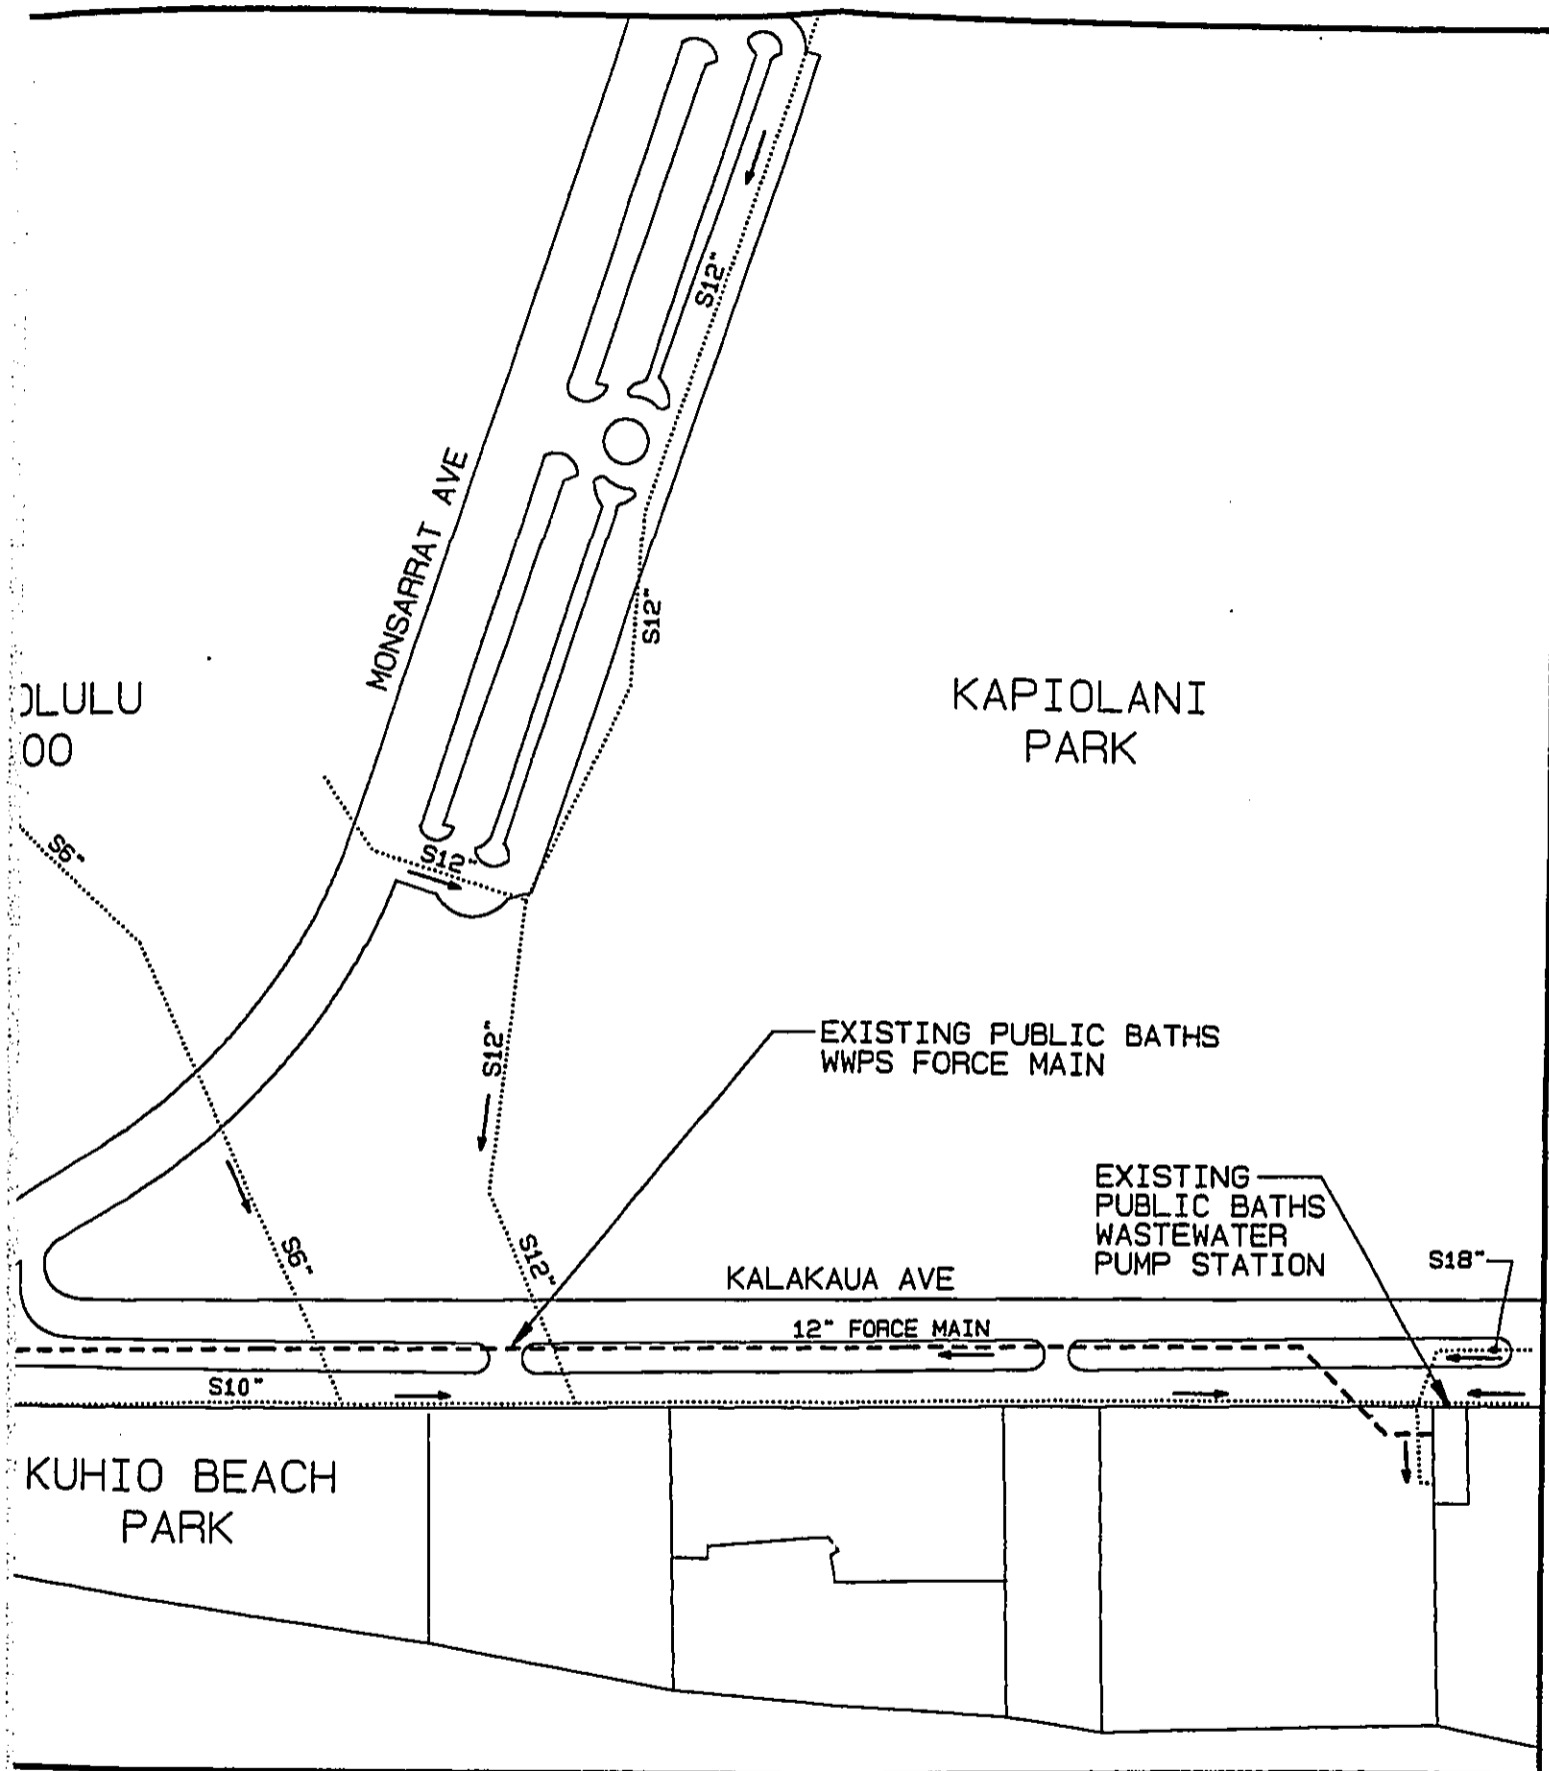 S12"
S12"
MONSARRAT AVE
KAPIOLANI
PARK
S12"
S6"
S12"
EXISTING PUBLIC BATHS
WWPS FORCE MAIN
EXISTING
PUBLIC BATHS
WASTEWATER
PUMP STATION
S18"
S6"
S12"
KALAKAUA AVE
12" FORCE MAIN
S10"
KUHIO BEACH
PARK